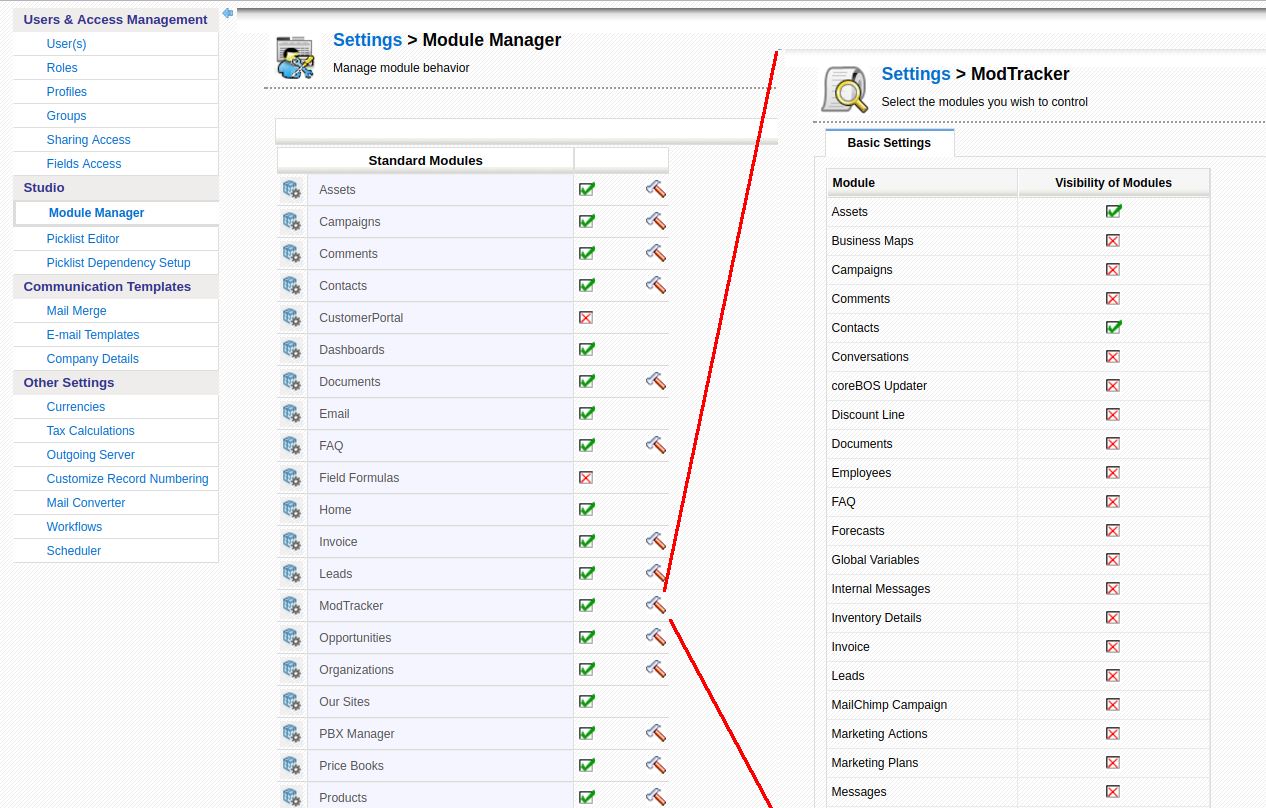 Users & Access Management
User(s)
Roles
Profiles
Groups
Sharing Access
Fields Access
Studio
Module Manager
Picklist Editor
Picklist Dependency Setup
Communication Templates
Mail Merge
E-mail Templates
Company Details
Other Settings
Currencies
Tax Calculations
Outgoing Server
Customize Record Numbering
Mail Converter
Workflows
Scheduler
Settings > Module Manager
Manage module behavior
Standard Modules
Assets
Campaigns
Comments
Contacts
CustomerPortal
Dashboards
Documents
Email
FAQ
Field Formulas
Home
Invoice
Leads
ModTracker
Opportunities
Organizations
Our Sites
PBX Manager
Price Books
Products
Settings > ModTracker
Select the modules you wish to control
Basic Settings
Module Visibility of Modules
Assets
Business Maps
Campaigns
Comments
Contacts
Conversations
coreBOS Updater
Discount Line
Documents
Employees
FAQ
Forecasts
Global Variables
Internal Messages
Inventory Details
Invoice
Leads
MailChimp Campaign
Marketing Actions
Marketing Plans
Messages